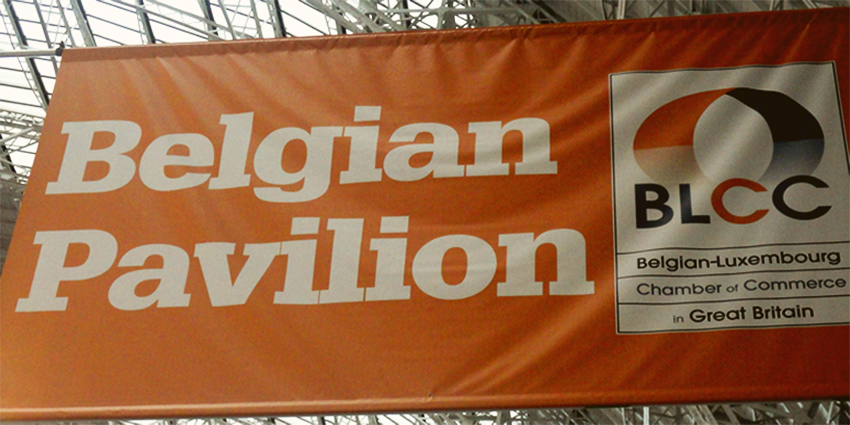 Belgian
Pavilion
BLCC
Belgian-Luxembourg
Chamber of Commerce
in Great Britain